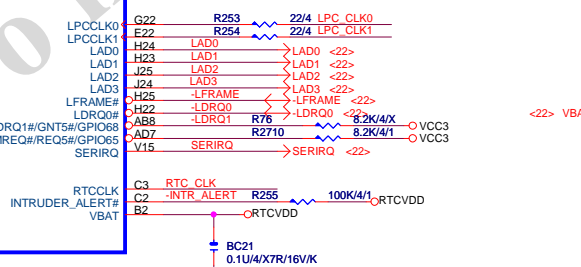 LPCCLK0 G22 R253 22/4 LPC_CLK0
LPCCLK1 E22 R254 22/4 LPC_CLK1
LAD0 H24 LAD0 LAD0 <22>
LAD1 H23 LAD1 LAD1 <22>
LAD2 J25 LAD2 LAD2 <22>
LAD3 J24 LAD3 LAD3 <22>
LFRAME# H25 -LFRAME -LFRAME <22>
LDRQ0# H22 -LDRQ0 -LDRQ0 <22> <22> VBA
DRQ1#/GNT5#/GPIO68 AB8 -LDRQ1 R76 8.2K/4/X VCC3
MREQ#/REQ5#/GPIO65 AD7 R2710 8.2K/4/1 VCC3
SERIRQ V15 SERIRQ SERIRQ <22>
RTCCLK C3 RTC_CLK
INTRUDER_ALERT# C2 -INTR_ALERT R255 100K/4/1 RTCVDD
VBAT B2 RTCVDD
BC21
0.1U/4/X7R/16V/K